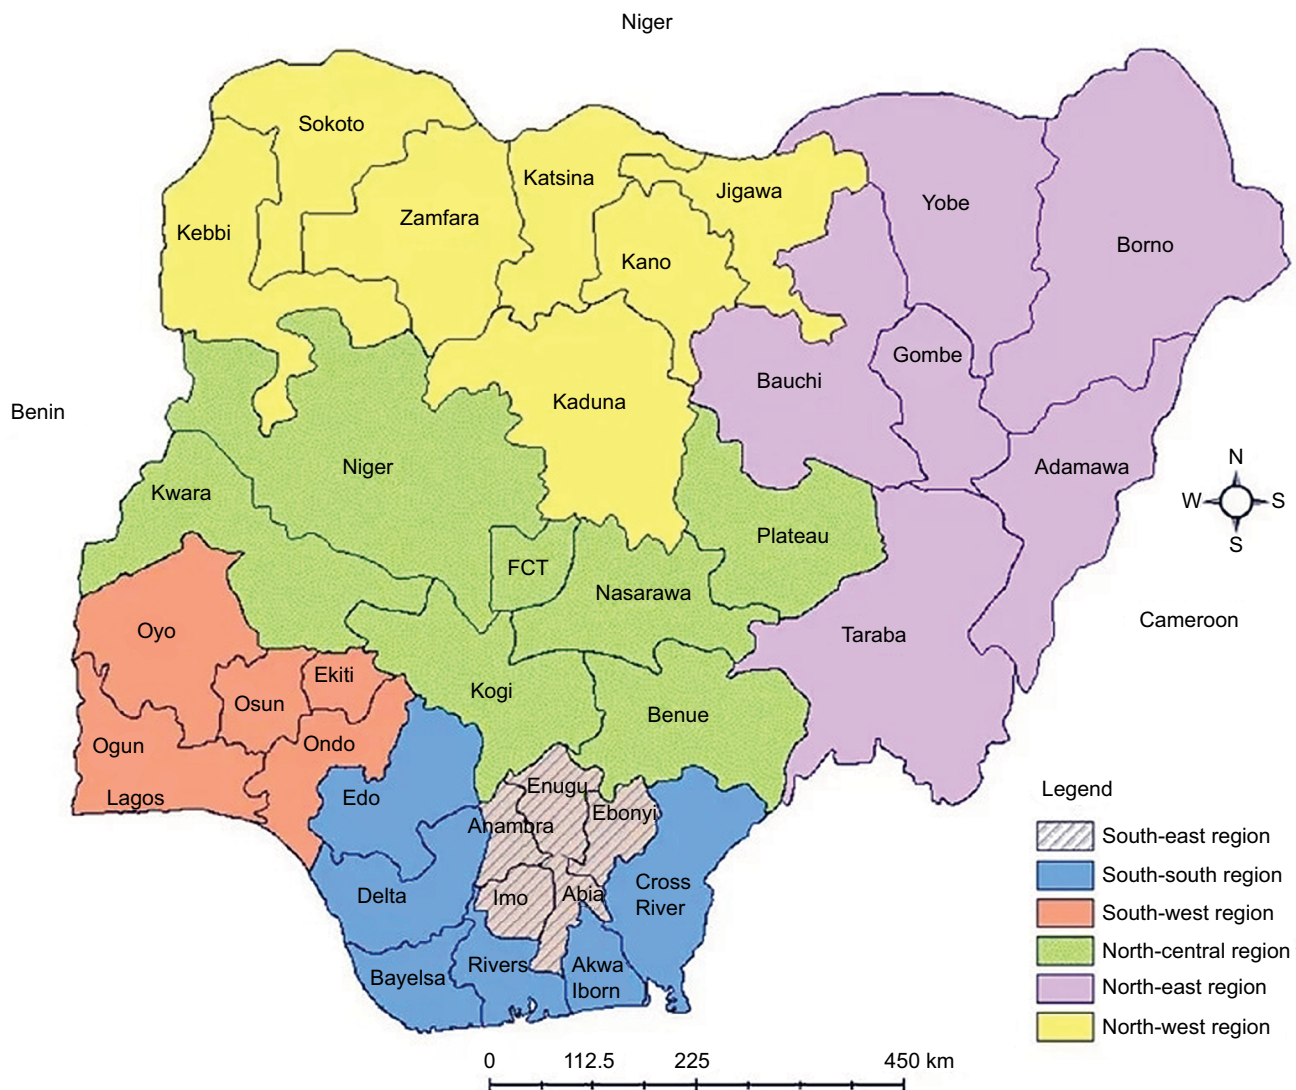 Niger
Sokoto
Katsina
Jigawa
Zamfara
Yobe
Kebbi
Borno
Kano
Gombe
Bauchi
Kaduna
Benin
Niger
Adamawa
N
Kwara
W
S
S
Plateau
FCT
Nasarawa
Cameroon
Oyo
Taraba
Ekiti
Kogi
Osun
Benue
Ogun
Ondo
Lagos
Edo
Enugu
Ebonyi
Anambra
Delta
Imo
Abia
Cross
River
Bayelsa
Rivers
Akwa
Iborn
Legend
South-east region
South-south region
South-west region
North-central region
North-east region
North-west region
0 112.5 225 450 km